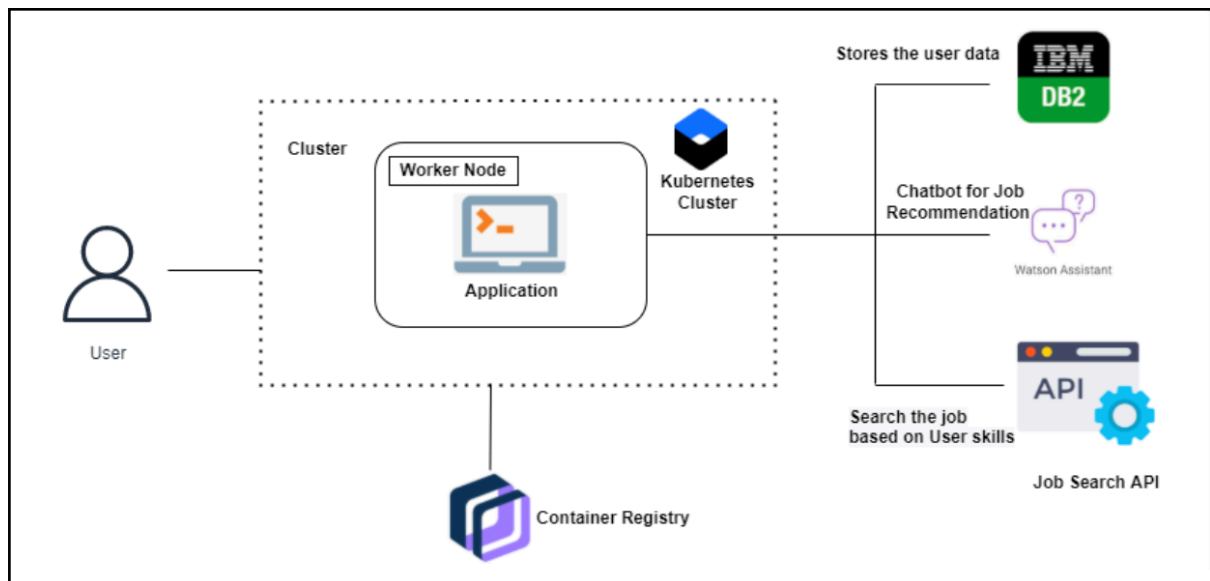 Stores the user data
IBM
DB2
Cluster
Worker Node
Kubernetes
Cluster
Application
Chatbot for Job
Recommendation
?
Watson Assistant
User
API
Search the job
based on User skills
Job Search API
Container Registry